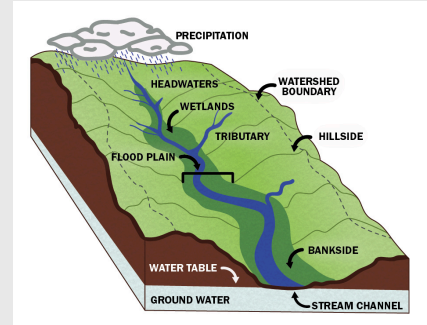 PRECIPITATION
HEADWATERS
WATERSHED
BOUNDARY
WETLANDS
TRIBUTARY
HILLSIDE
FLOOD PLAIN
BANKSIDE
WATER TABLE
GROUND WATER
STREAM CHANNEL